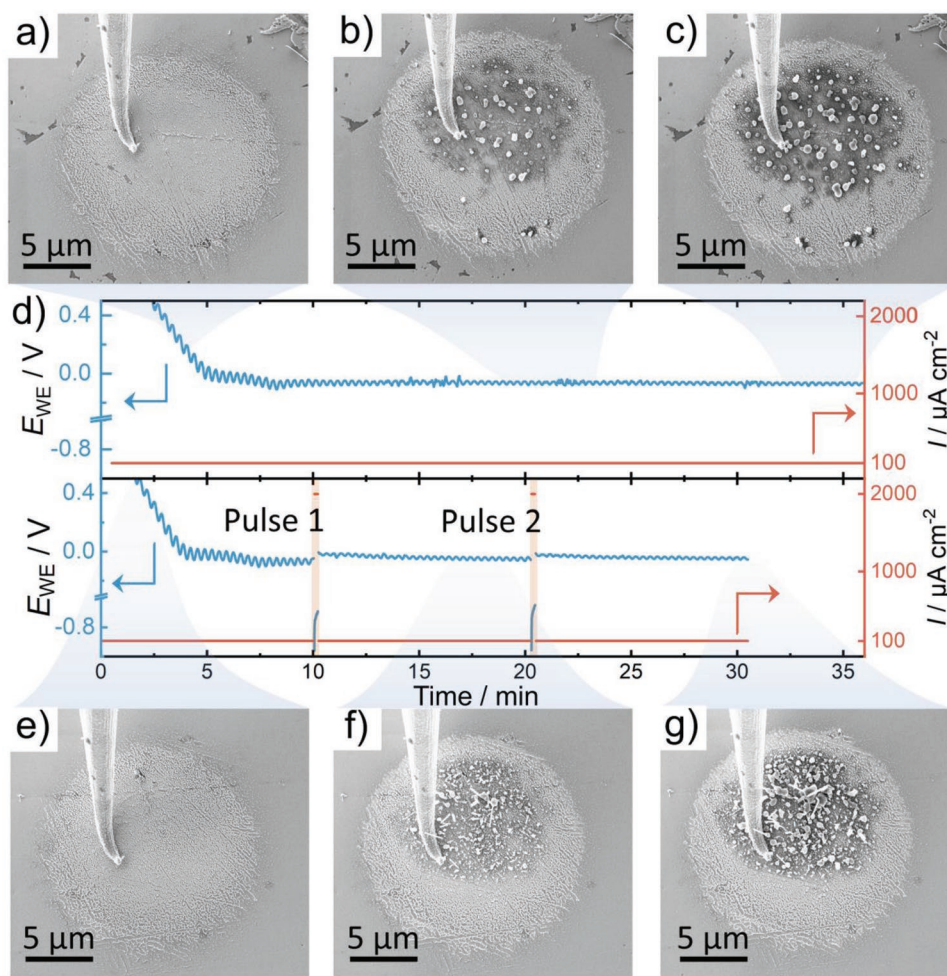 a)
b)
c)
5 µm
5 µm
5 µm
d)
0.4
0.0
-0.8
E_WE / V
2000
1000
100
I / µA cm⁻²
0.4
0.0
-0.8
E_WE / V
Pulse 1
Pulse 2
2000
1000
100
I / µA cm⁻²
0 5 10 15 20 25 30 35
Time / min
e)
f)
g)
5 µm
5 µm
5 µm